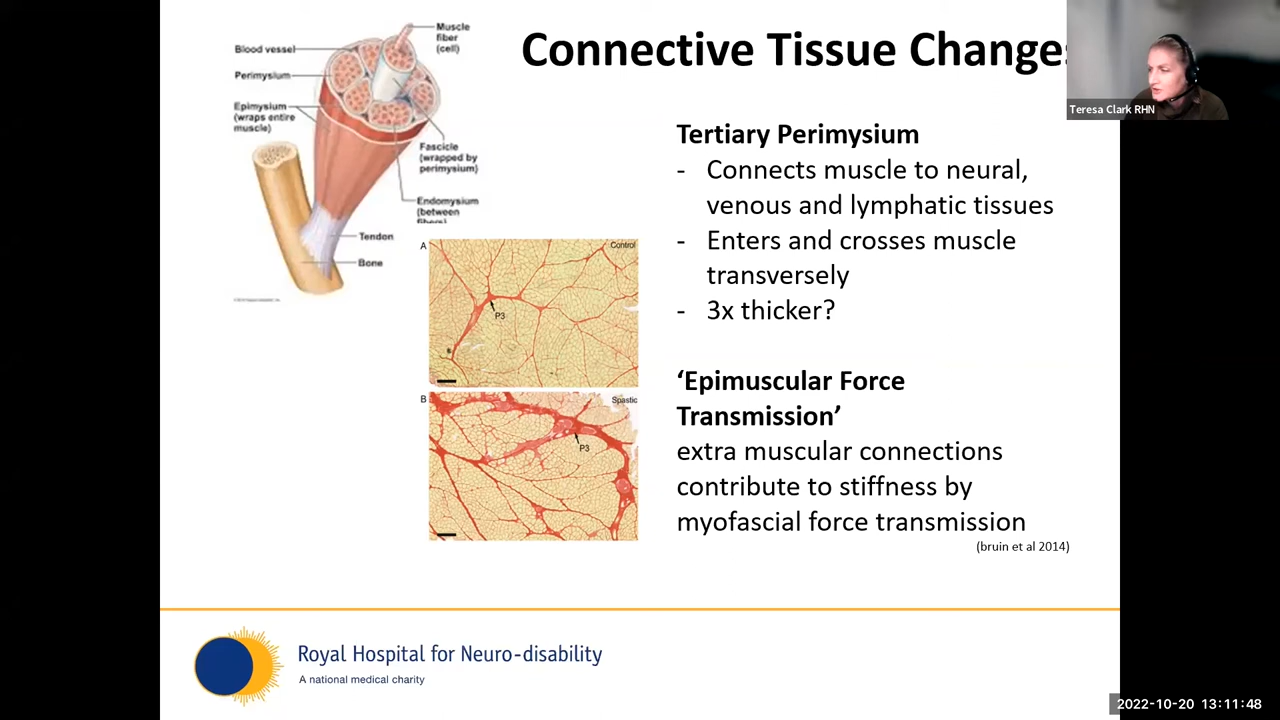 Connective Tissue Change
Teresa Clark RHN
Muscle
fiber
(cell)
Blood vessel
Perimysium
Epimysium
(wraps entire
muscle)
Fascicle
(wrapped by
perimysium)
Endomysium
(between
Tendon
Bone
A
Control
P3
B
Spastic
P3
Tertiary Perimysium
- Connects muscle to neural,
venous and lymphatic tissues
- Enters and crosses muscle
transversely
- 3x thicker?
‘Epimuscular Force
Transmission’
extra muscular connections
contribute to stiffness by
myofascial force transmission
(bruin et al 2014)
Royal Hospital for Neuro-disability
A national medical charity
2022-10-20 13:11:48